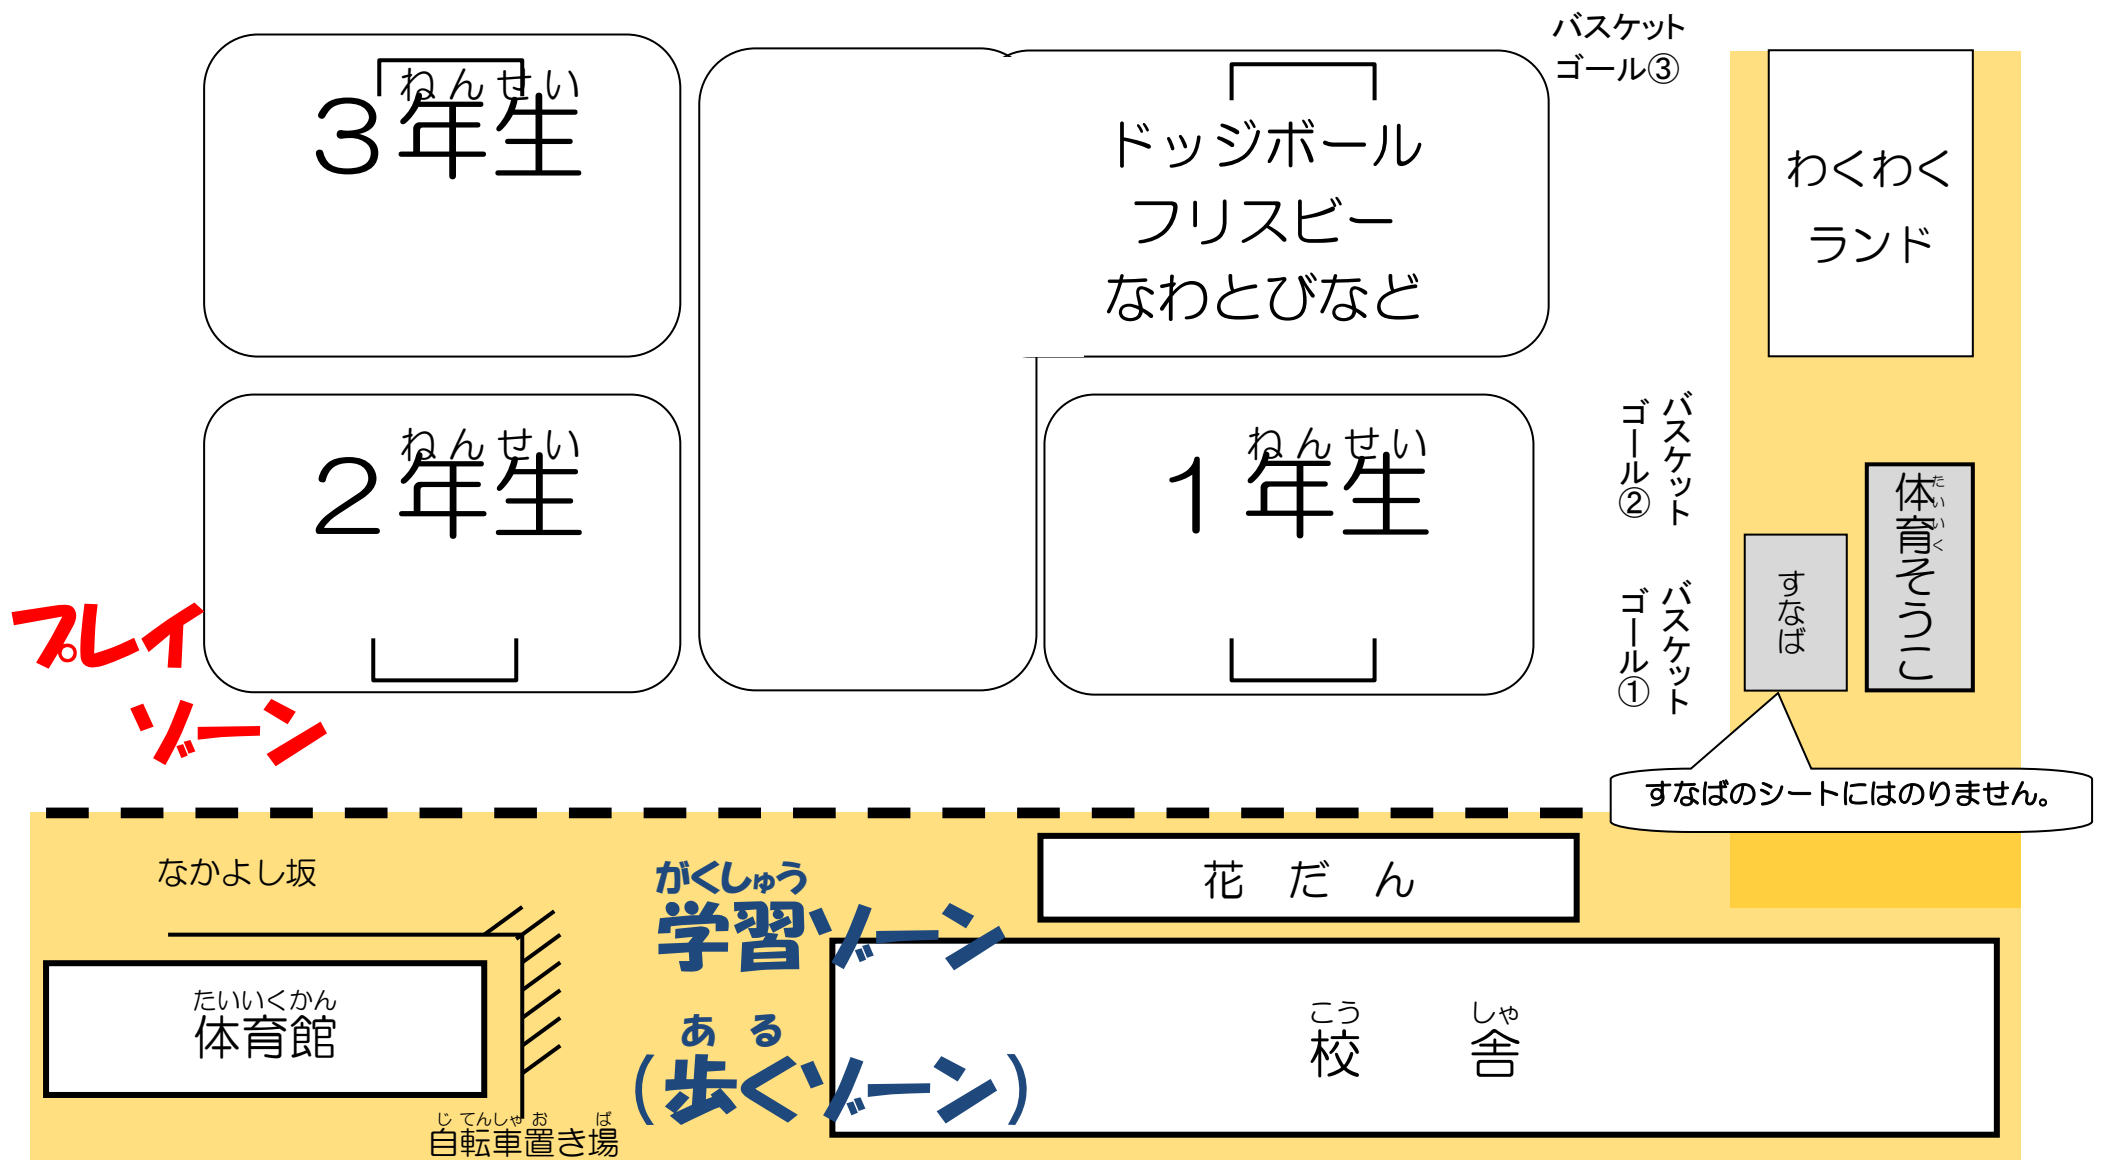 バスケット
ゴール③
ねんせい
３年生
ドッジボール
フリスビー
なわとびなど
わくわく
ランド
ねんせい
２年生
ねんせい
１年生
バスケット
ゴール②
バスケット
ゴール①
たいいく
体育そうこ
すなば
プレイ
ゾーン
すなばのシートにはのりません。
なかよし坂
がくしゅう
学習ゾーン
ある
（歩くゾーン）
花だん
たいいくかん
体育館
こうしゃ
校舎
じてんしゃおば
自転車置き場